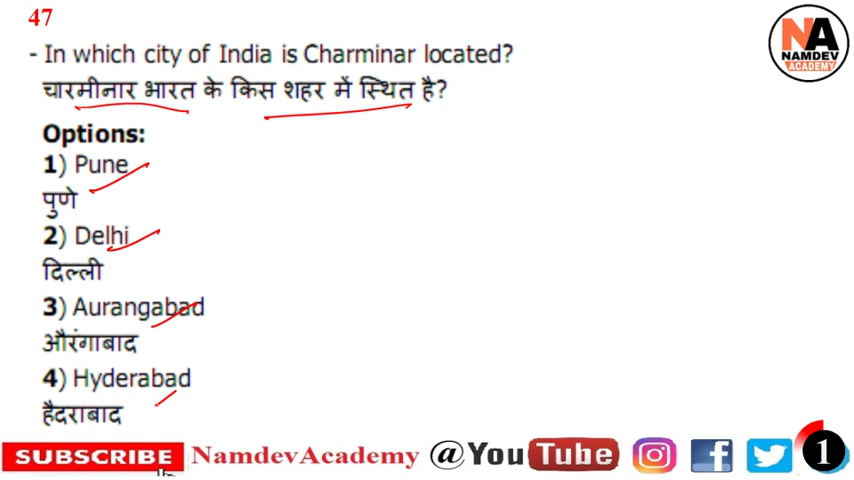 47
NA
NAMDEV
ACADEMY
- In which city of India is Charminar located?
चारमीनार भारत के किस शहर में स्थित है?
Options:
1) Pune
पुणे
2) Delhi
दिल्ली
3) Aurangabad
औरंगाबाद
4) Hyderabad
हैदराबाद
SUBSCRIBE NamdevAcademy @YouTube 1